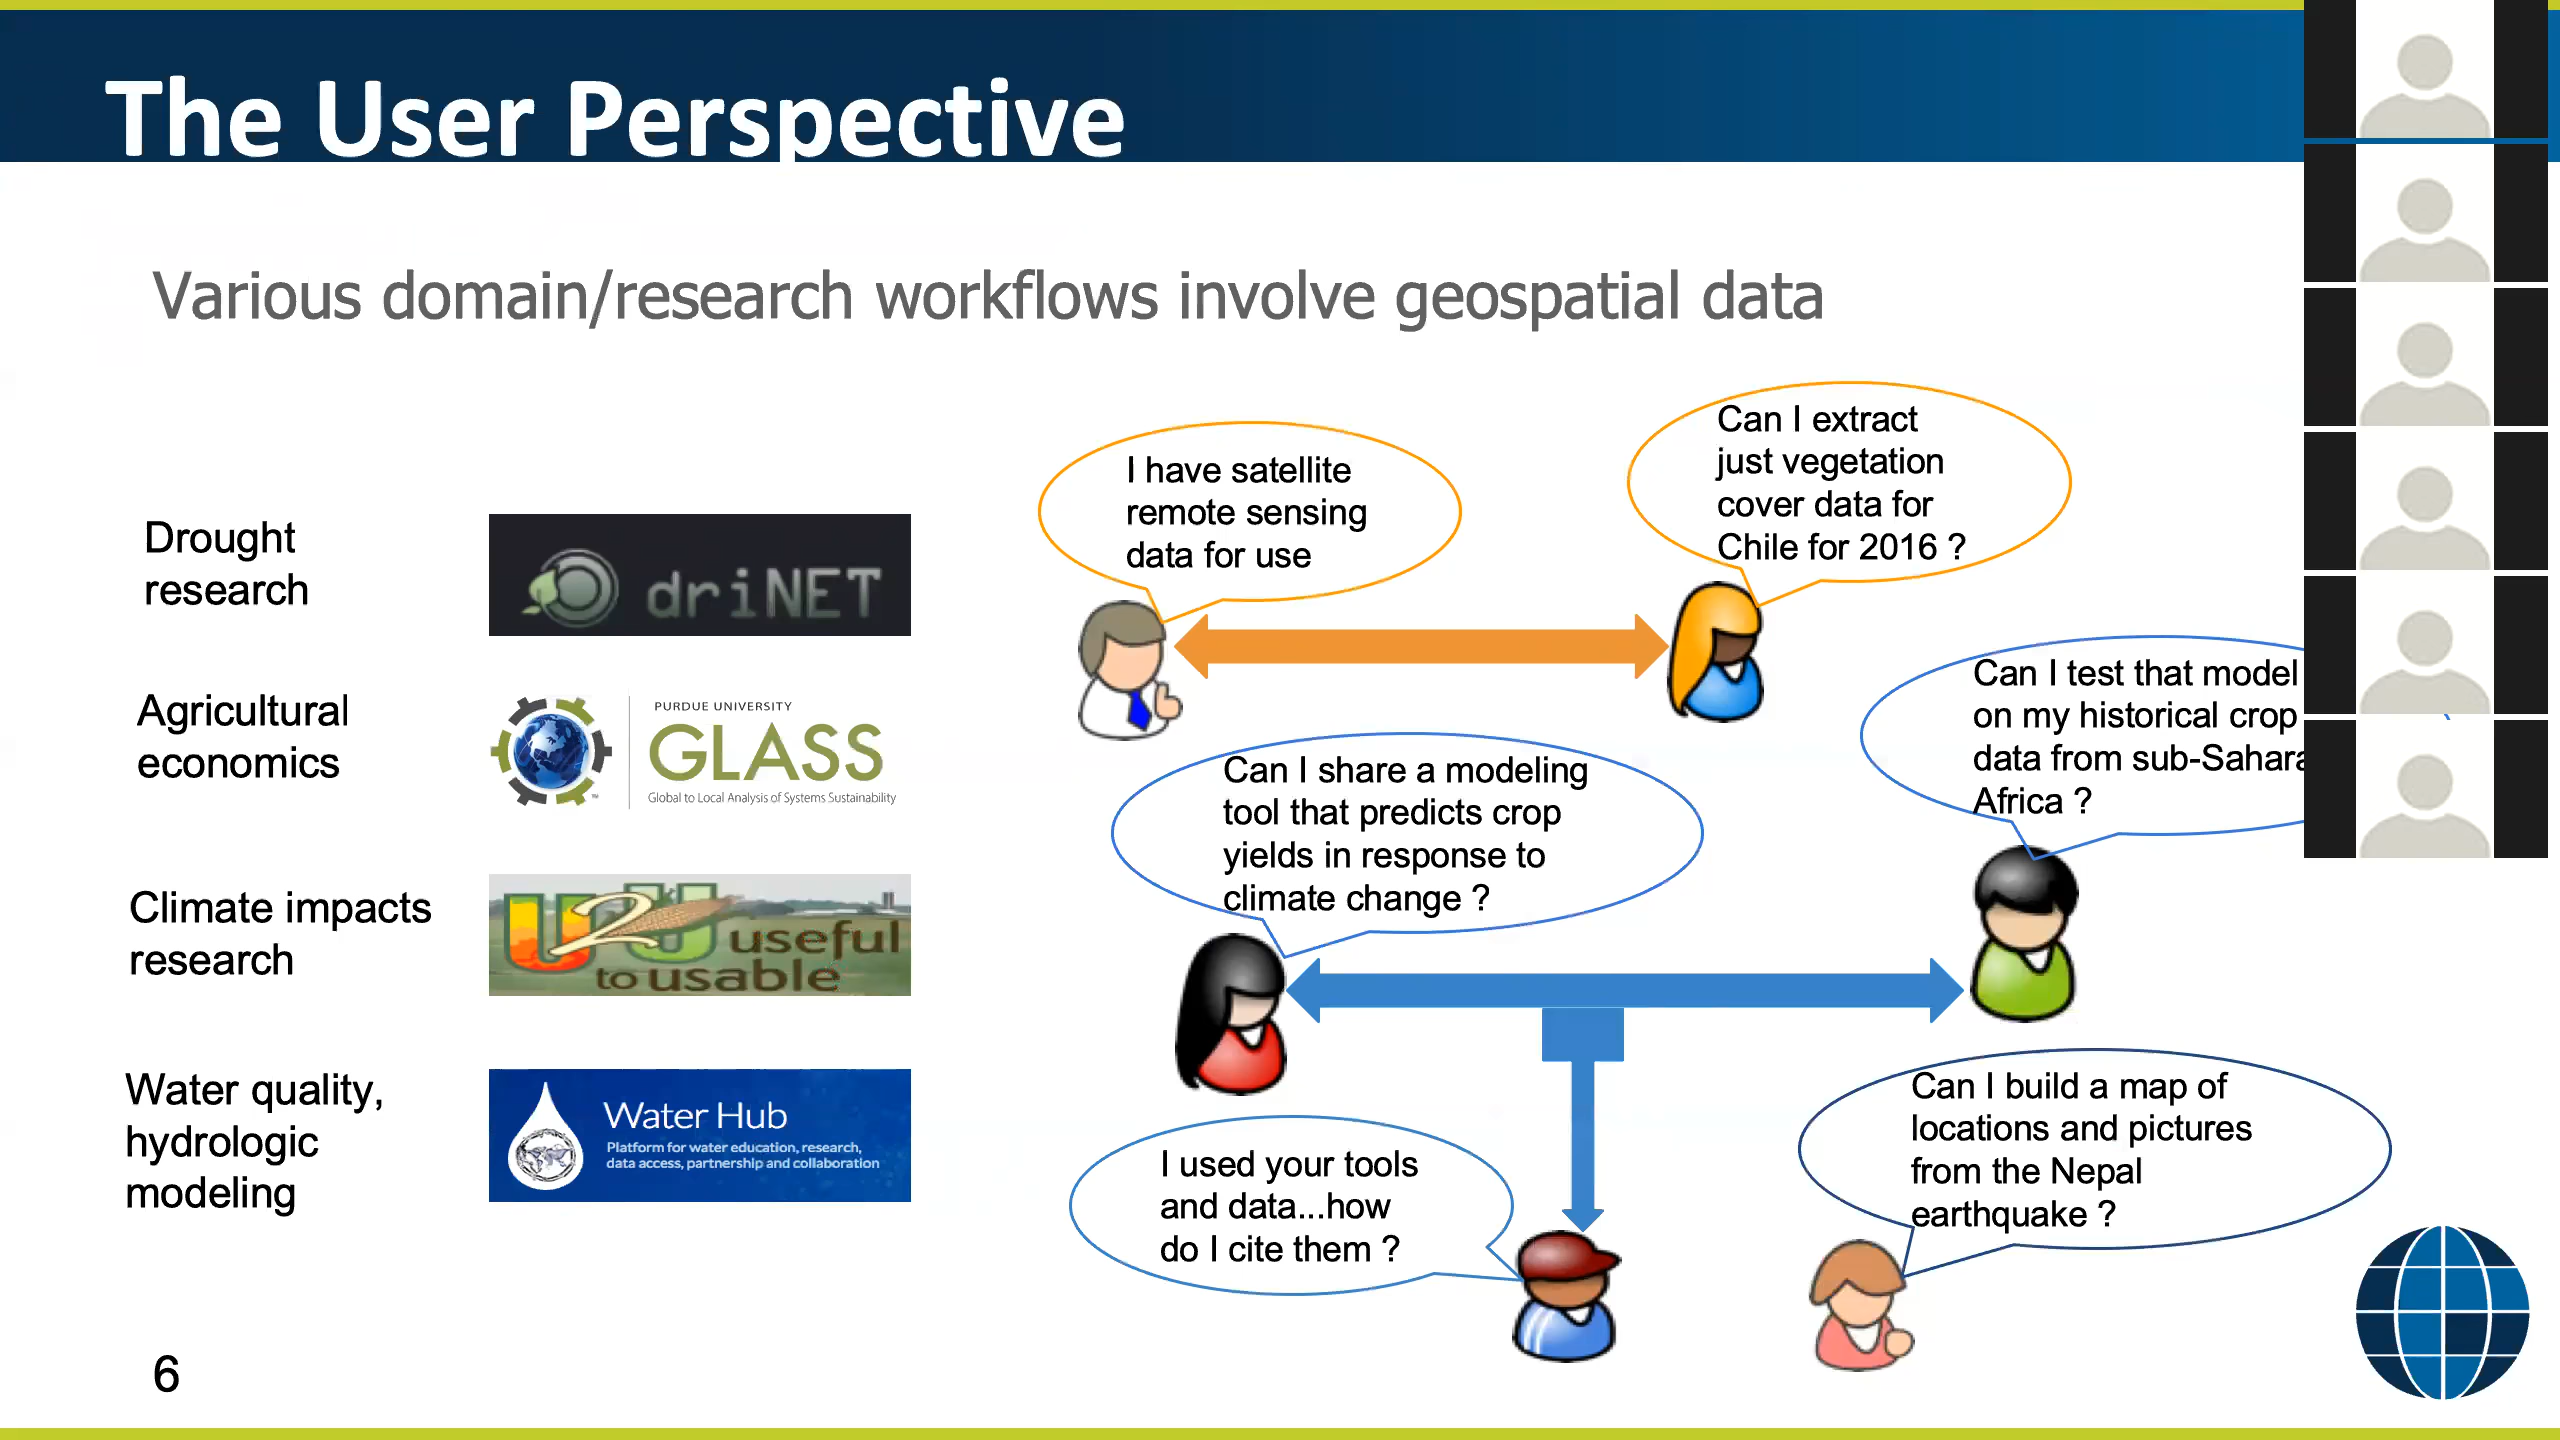 The User Perspective
Various domain/research workflows involve geospatial data
Drought
research
driNET
Agricultural
economics
PURDUE UNIVERSITY
GLASS
Global to Local Analysis of Systems Sustainability
Climate impacts
research
U2U useful
to usable
Water quality,
hydrologic
modeling
Water Hub
Platform for water education, research,
data access, partnership and collaboration
I have satellite
remote sensing
data for use
Can I extract
just vegetation
cover data for
Chile for 2016 ?
Can I share a modeling
tool that predicts crop
yields in response to
climate change ?
Can I test that model
on my historical crop
data from sub-Sahara
Africa ?
I used your tools
and data...how
do I cite them ?
Can I build a map of
locations and pictures
from the Nepal
earthquake ?
6